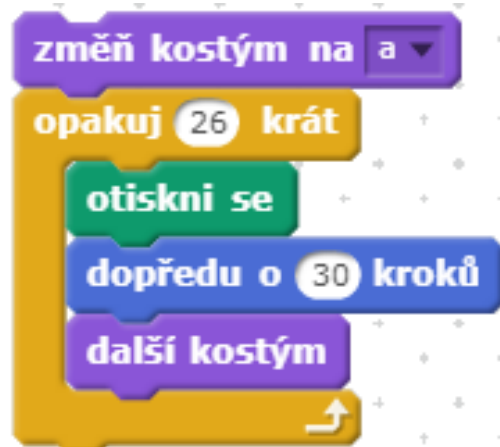 změň kostým na a
opakuj 26 krát
otiskni se
dopředu o 30 kroků
další kostým